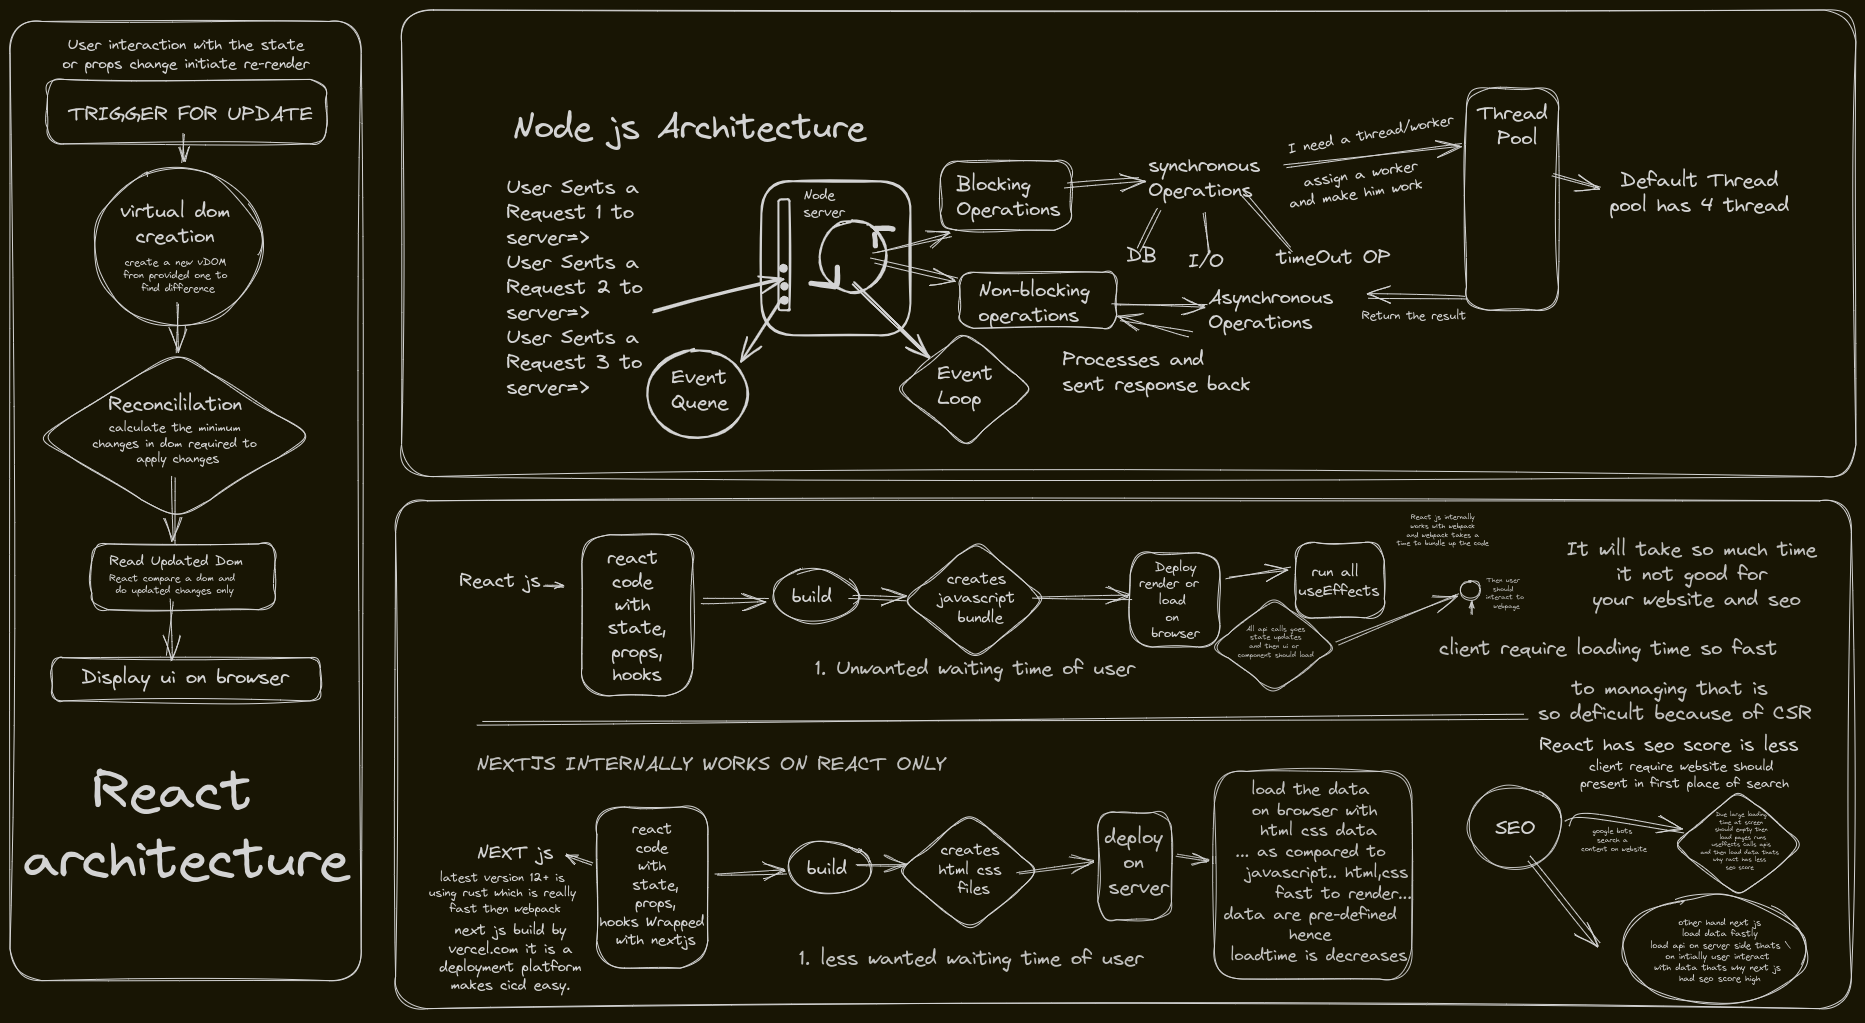 User interaction with the state
or props change initiate re-render
TRIGGER FOR UPDATE
virtual dom
creation
create a new vDOM
fron provided one to
find difference
Reconcililation
calculate the minimum
changes in dom required to
apply changes
Read Updated Dom
React compare a dom and
do updated changes only
Display ui on browser
React
architecture
Node js Architecture
User Sents a
Request 1 to
server=>
User Sents a
Request 2 to
server=>
User Sents a
Request 3 to
server=>
Node
server
Event
Quene
Event
Loop
Blocking
Operations
Non-blocking
operations
synchronous
Operations
DB
I/O
timeOut OP
Asynchronous
Operations
Processes and
sent response back
I need a thread/worker
assign a worker
and make him work
Return the result
Thread
Pool
Default Thread
pool has 4 thread
React js
react
code
with
state,
props,
hooks
build
creates
javascript
bundle
Deploy
render or
load
on
browser
run all
useEffects
All api calls goes
state updates
and then ui or
component should load
React js internally
works with webpack
and webpack takes a
time to bundle up the code
Then user
should
interact to
webpage
1. Unwanted waiting time of user
It will take so much time
it not good for
your website and seo
client require loading time so fast
to managing that is
so deficult because of CSR
React has seo score is less
client require website should
present in first place of search
NEXTJS INTERNALLY WORKS ON REACT ONLY
NEXT js
latest version 12+ is
using rust which is really
fast then webpack
next js build by
vercel.com it is a
deployment platform
makes cicd easy.
react
code
with
state,
props,
hooks Wrapped
with nextjs
build
creates
html css
files
deploy
on
server
load the data
on browser with
html css data
... as compared to
javascript.. html,css
fast to render...
data are pre-defined
hence
loadtime is decreases
1. less wanted waiting time of user
SEO
google bots
search a
content on website
Due large loading
time at screen
should empty then
load pages runs
useffects calls apis
and then load data thats
why ract has less
seo score
other hand next js
load data fastly
load api on server side thats \
on intially user interact
with data thats why next js
had seo score high